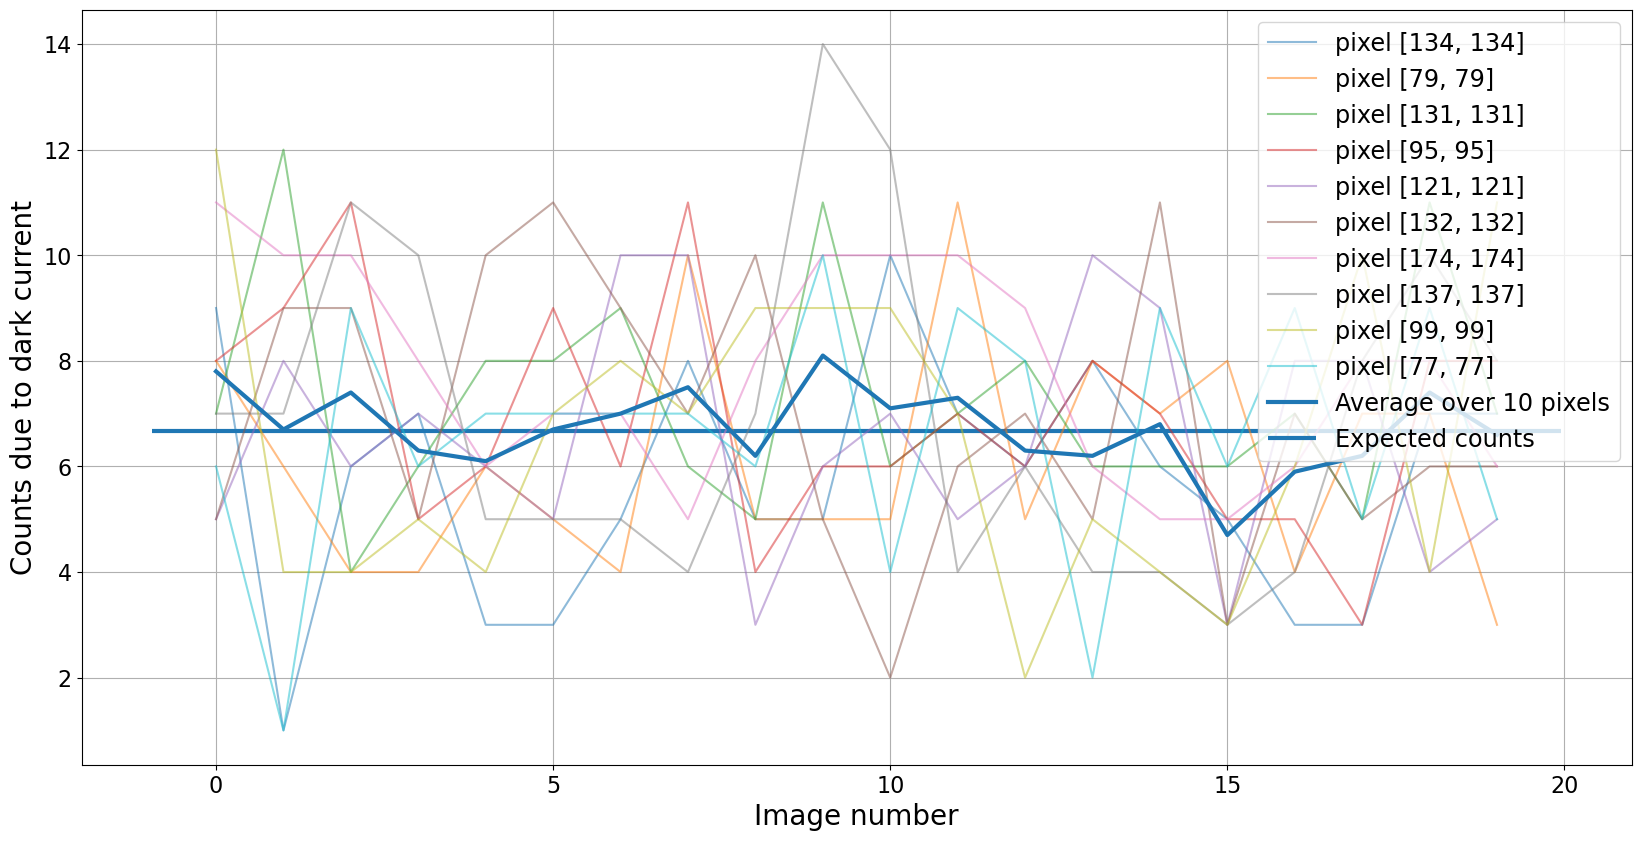 Counts due to dark current
14
12
10
8
6
4
2
0
5
10
15
20
Image number
pixel [134, 134]
pixel [79, 79]
pixel [131, 131]
pixel [95, 95]
pixel [121, 121]
pixel [132, 132]
pixel [174, 174]
pixel [137, 137]
pixel [99, 99]
pixel [77, 77]
Average over 10 pixels
Expected counts